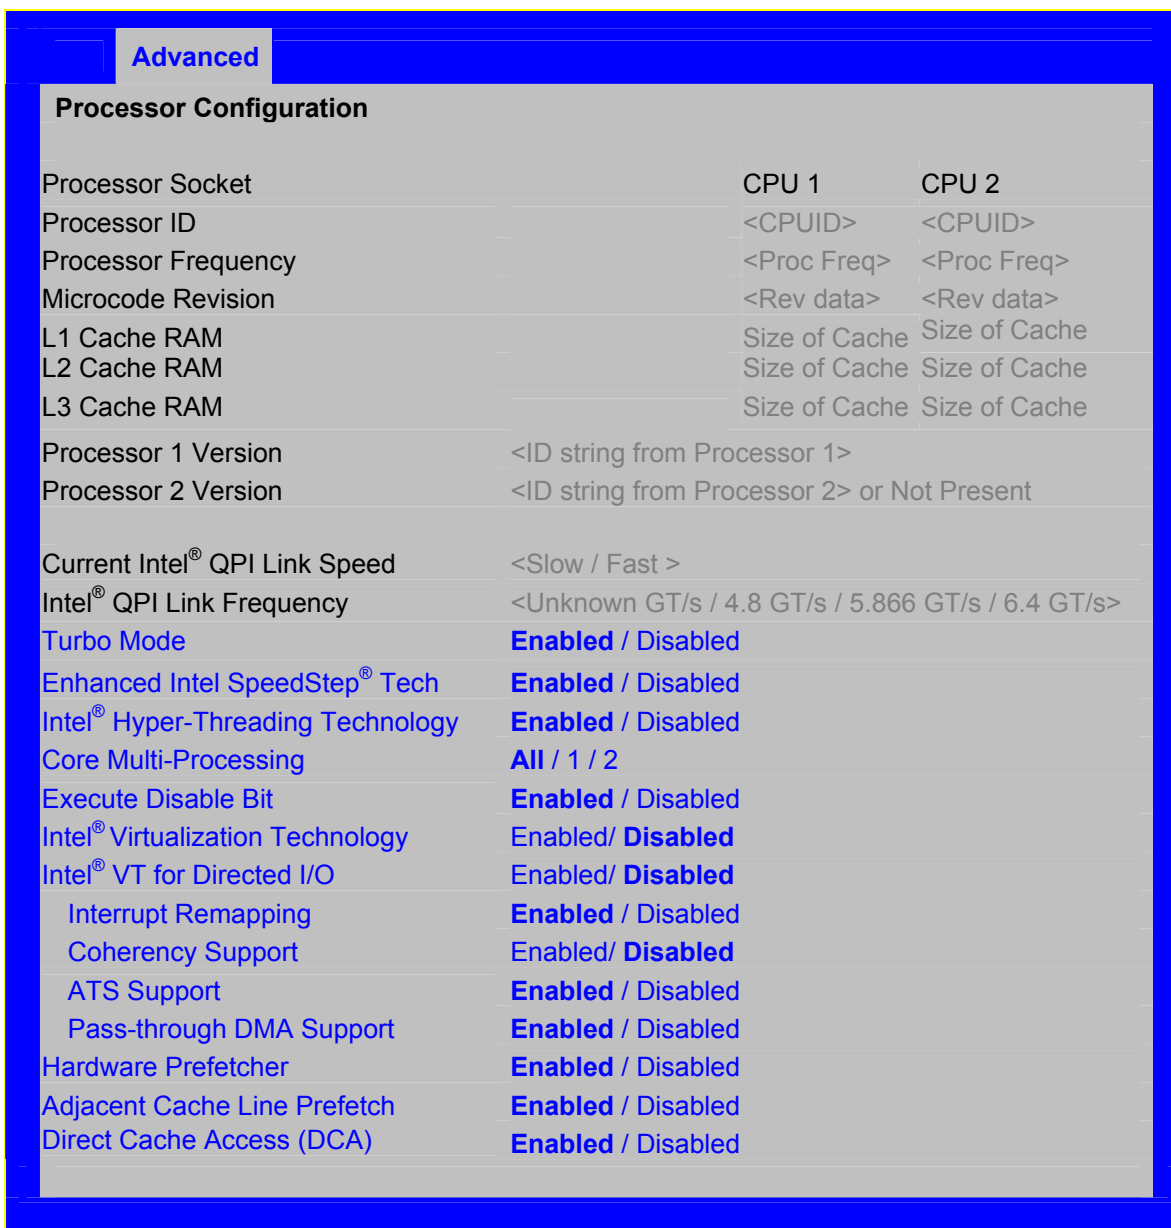 Advanced
Processor Configuration
Processor Socket CPU 1 CPU 2
Processor ID <CPUID> <CPUID>
Processor Frequency <Proc Freq> <Proc Freq>
Microcode Revision <Rev data> <Rev data>
L1 Cache RAM Size of Cache Size of Cache
L2 Cache RAM Size of Cache Size of Cache
L3 Cache RAM Size of Cache Size of Cache
Processor 1 Version <ID string from Processor 1>
Processor 2 Version <ID string from Processor 2> or Not Present
Current Intel® QPI Link Speed <Slow / Fast >
Intel® QPI Link Frequency <Unknown GT/s / 4.8 GT/s / 5.866 GT/s / 6.4 GT/s>
Turbo Mode Enabled / Disabled
Enhanced Intel SpeedStep® Tech Enabled / Disabled
Intel® Hyper-Threading Technology Enabled / Disabled
Core Multi-Processing All / 1 / 2
Execute Disable Bit Enabled / Disabled
Intel® Virtualization Technology Enabled/ Disabled
Intel® VT for Directed I/O Enabled/ Disabled
Interrupt Remapping Enabled / Disabled
Coherency Support Enabled/ Disabled
ATS Support Enabled / Disabled
Pass-through DMA Support Enabled / Disabled
Hardware Prefetcher Enabled / Disabled
Adjacent Cache Line Prefetch Enabled / Disabled
Direct Cache Access (DCA) Enabled / Disabled